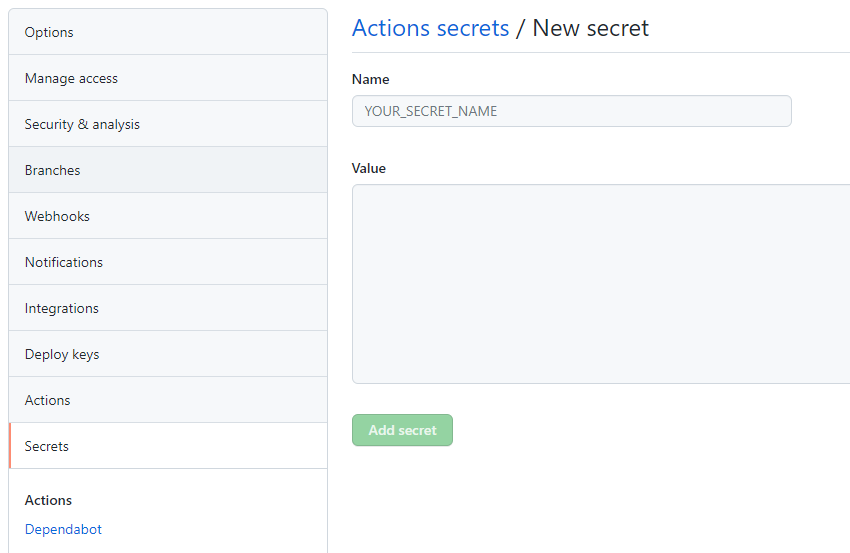 Options
Manage access
Security & analysis
Branches
Webhooks
Notifications
Integrations
Deploy keys
Actions
Secrets
Actions
Dependabot
Actions secrets / New secret
Name
YOUR_SECRET_NAME
Value
Add secret